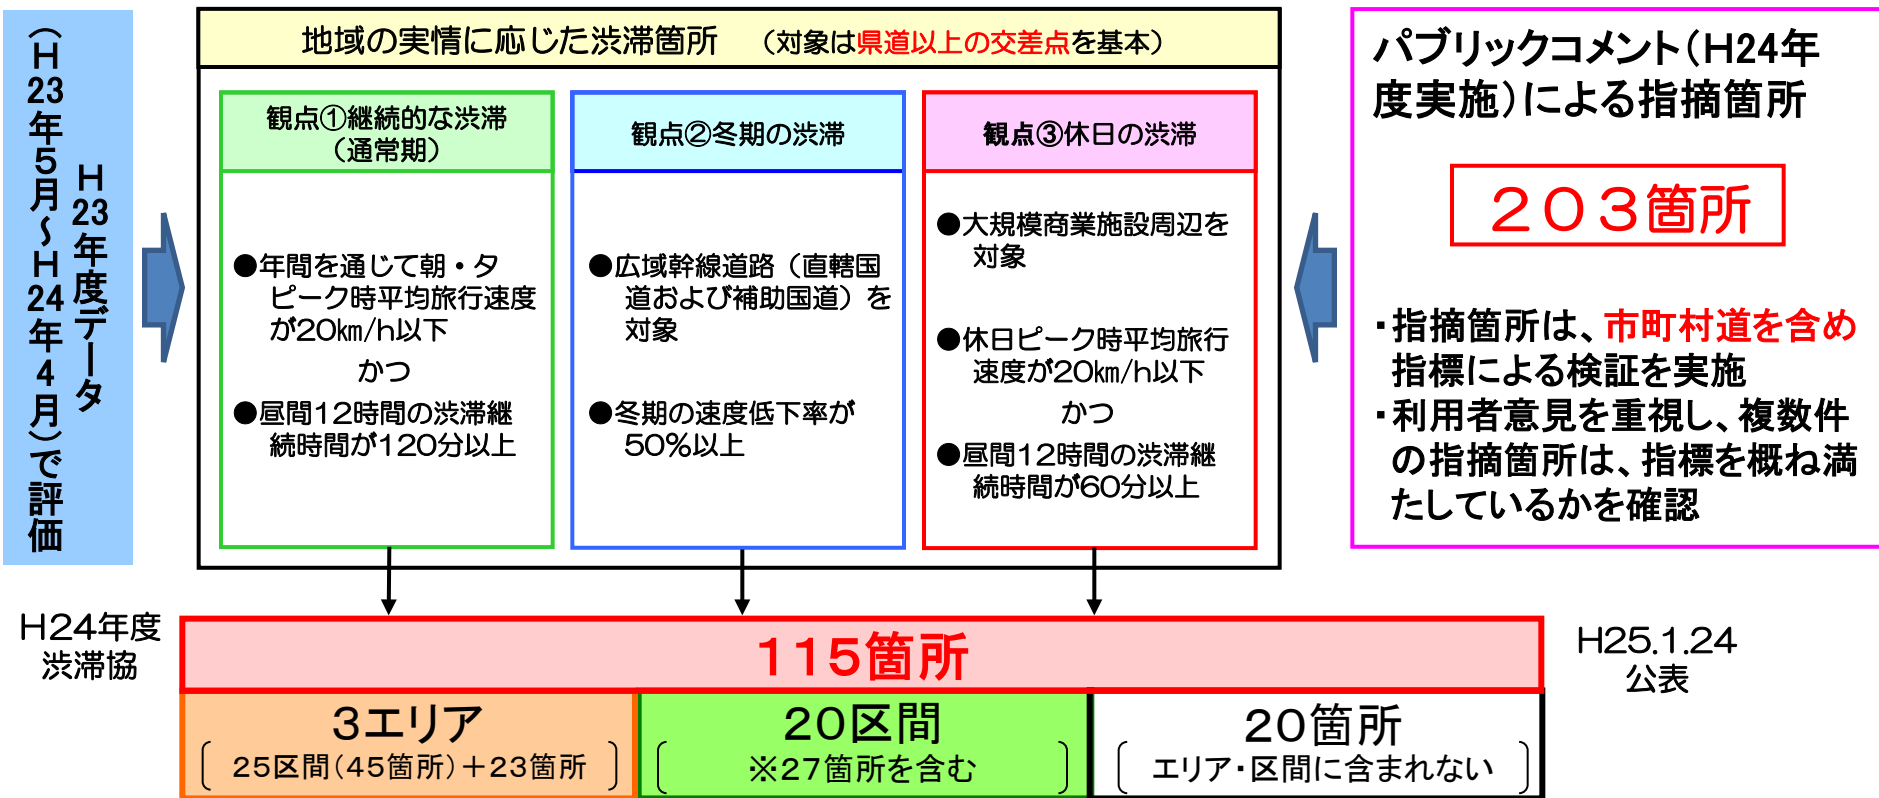 H23年度データ
（H23年5月～H24年4月）で評価
地域の実情に応じた渋滞箇所　（対象は県道以上の交差点を基本）
観点①継続的な渋滞
（通常期）
●年間を通じて朝・夕
ピーク時平均旅行速度
が20km/h以下
かつ
●昼間12時間の渋滞継
続時間が120分以上
観点②冬期の渋滞
●広域幹線道路（直轄国
道および補助国道）を
対象
●冬期の速度低下率が
50%以上
観点③休日の渋滞
●大規模商業施設周辺を
対象
●休日ピーク時平均旅行
速度が20km/h以下
かつ
●昼間12時間の渋滞継
続時間が60分以上
パブリックコメント（H24年
度実施）による指摘箇所
２０３箇所
・指摘箇所は、市町村道を含め
指標による検証を実施
・利用者意見を重視し、複数件
の指摘箇所は、指標を概ね満
たしているかを確認
H24年度
渋滞協
115箇所
H25.1.24
公表
3エリア
25区間（45箇所）＋23箇所
20区間
※27箇所を含む
20箇所
エリア・区間に含まれない